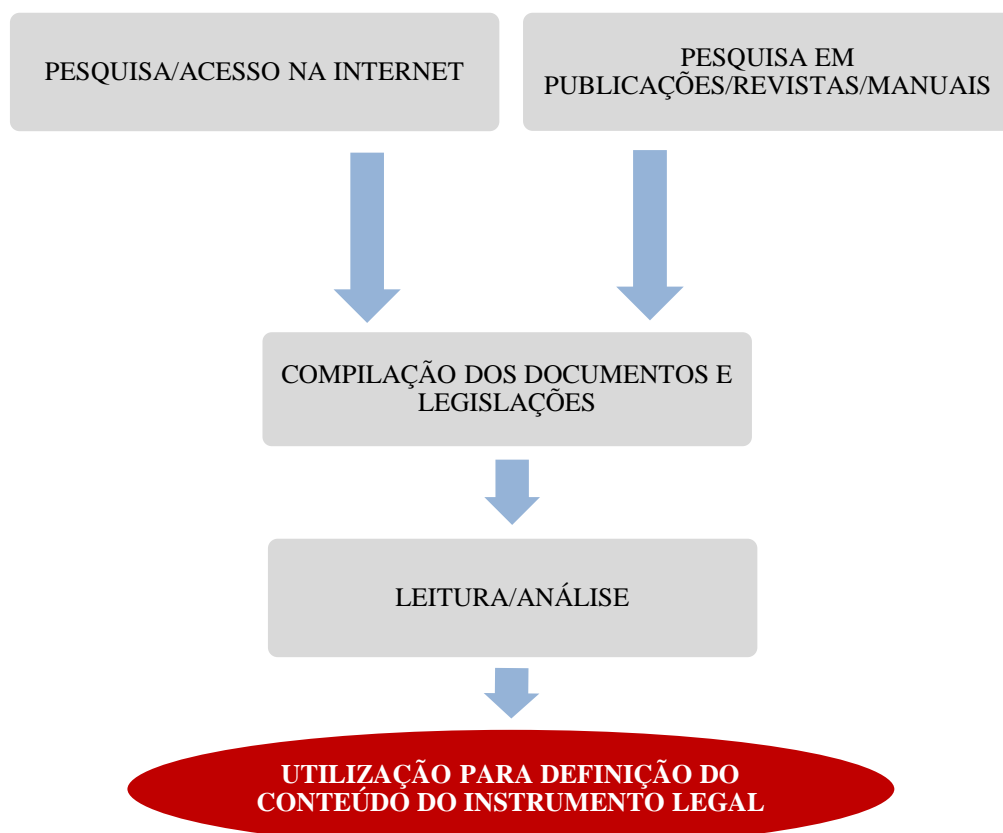 PESQUISA/ACESSO NA INTERNET
PESQUISA EM
PUBLICAÇÕES/REVISTAS/MANUAIS
COMPILAÇÃO DOS DOCUMENTOS E
LEGISLAÇÕES
LEITURA/ANÁLISE
UTILIZAÇÃO PARA DEFINIÇÃO DO
CONTEÚDO DO INSTRUMENTO LEGAL